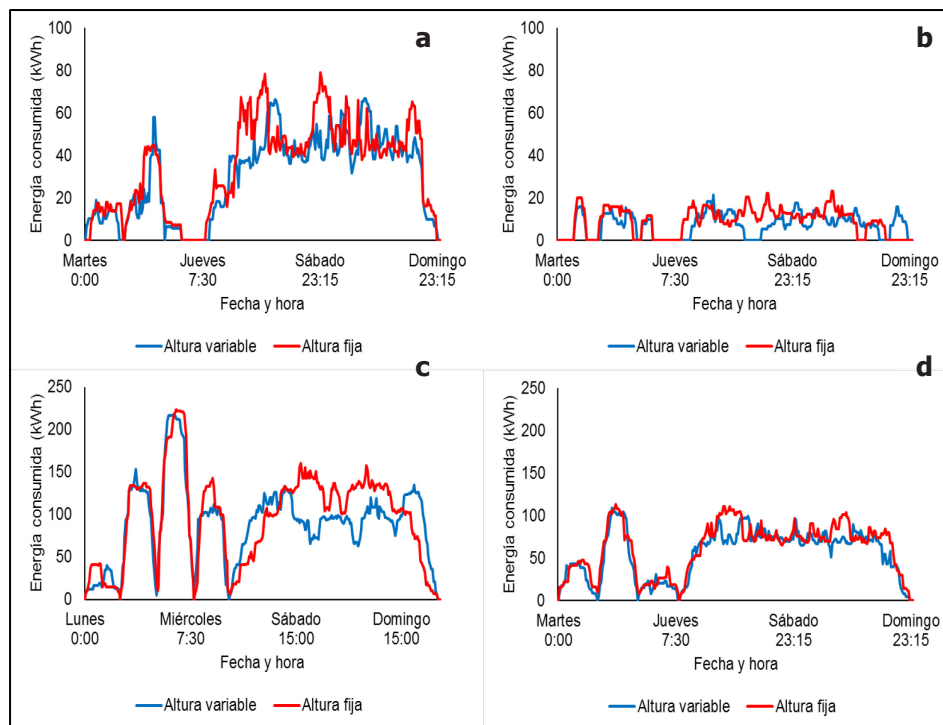 a
Energía consumida (kWh)
100
80
60
40
20
0
Martes Jueves Sábado Domingo
0:00 7:30 23:15 23:15
Fecha y hora
Altura variable Altura fija
b
Energía consumida (kWh)
100
80
60
40
20
0
Martes Jueves Sábado Domingo
0:00 7:30 23:15 23:15
Fecha y hora
Altura variable Altura fija
c
Energía consumida (kWh)
250
200
150
100
50
0
Lunes Miércoles Sábado Domingo
0:00 7:30 15:00 15:00
Fecha y hora
Altura variable Altura fija
d
Energía consumida (kWh)
250
200
150
100
50
0
Martes Jueves Sábado Domingo
0:00 7:30 23:15 23:15
Fecha y hora
Altura variable Altura fija